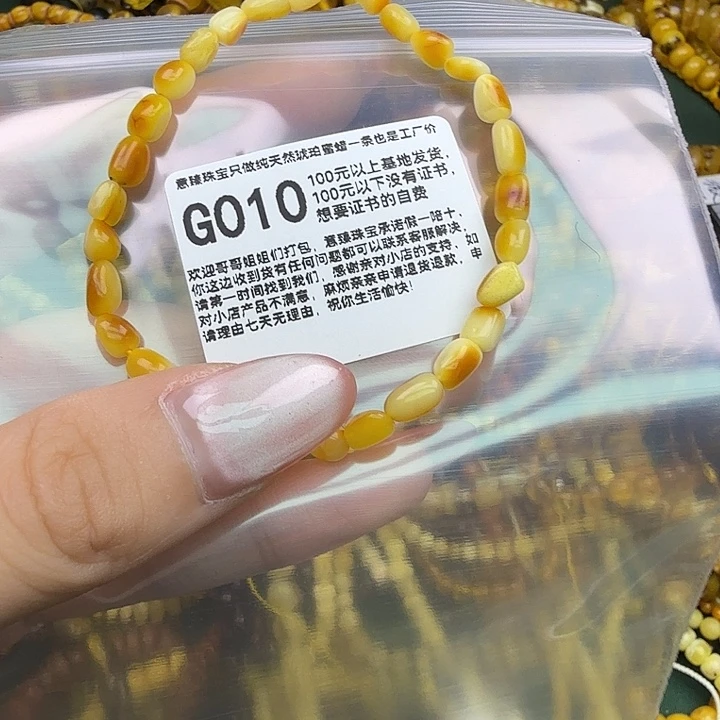 意臻珠宝只做纯天然琥珀蜜蜡一条也是工厂价
G010
100元以上基地发货,
100元以下没有证书,
想要证书的自费
欢迎哥哥姐姐们打包, 意臻珠宝承诺假一陪十,
你这边收到货有任何问题都可以联系客服解决,
请第一时间找到我们, 感谢亲对小店的支持, 如
对小店产品不满意, 麻烦亲亲申请退货退款, 申
请理由七天无理由, 祝你生活愉快!